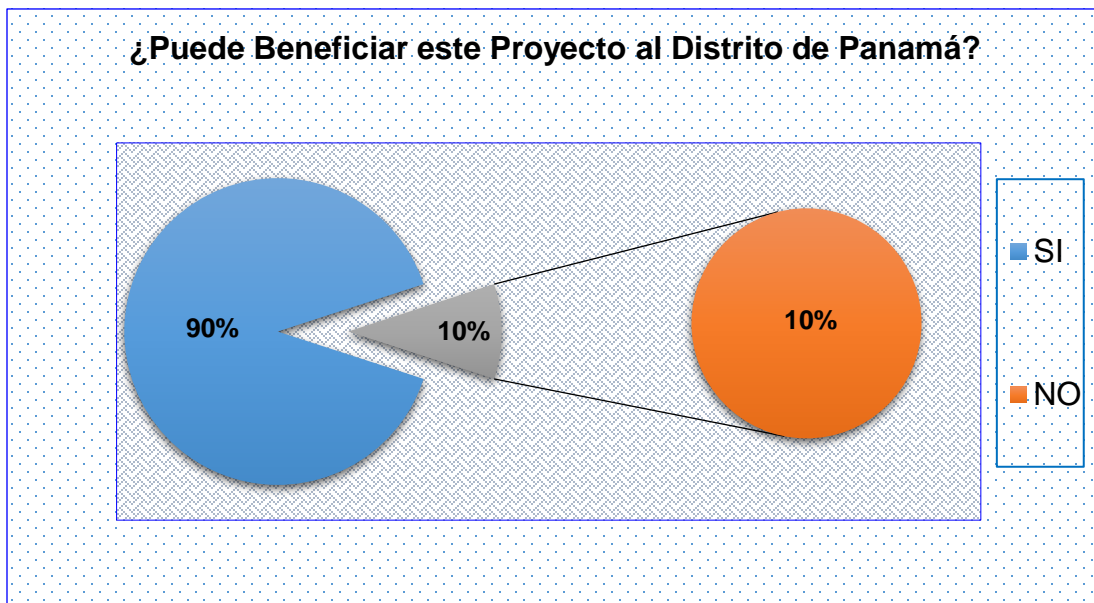 ¿Puede Beneficiar este Proyecto al Distrito de Panamá?
90%
10%
10%
SI
NO